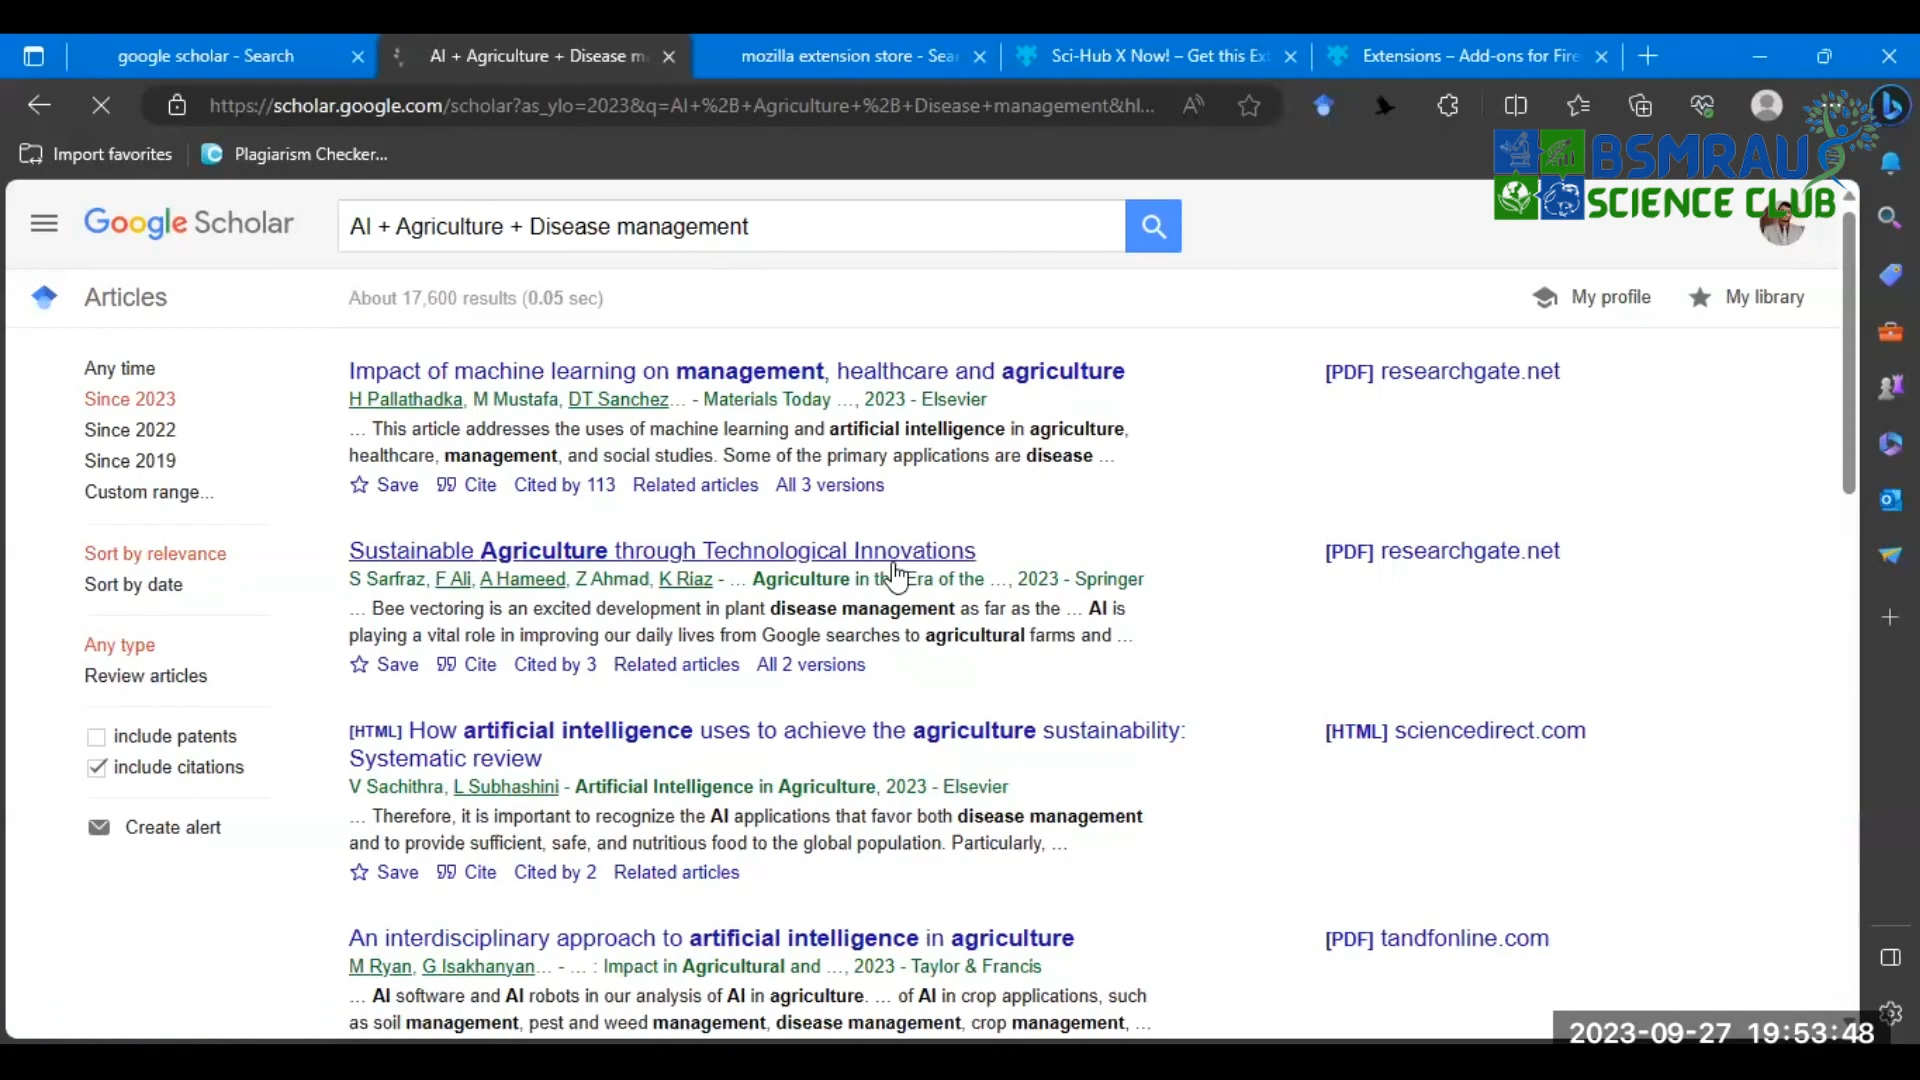 google scholar - Search
AI + Agriculture + Disease m
mozilla extension store - Sea
Sci-Hub X Now! – Get this Ext
Extensions – Add-ons for Fire
https://scholar.google.com/scholar?as_ylo=2023&q=AI+%2B+Agriculture+%2B+Disease+management&hl...
Import favorites
Plagiarism Checker...
BSMRAU
SCIENCE CLUB
Google Scholar
AI + Agriculture + Disease management
Articles
About 17,600 results (0.05 sec)
My profile
My library
Any time
Since 2023
Since 2022
Since 2019
Custom range...
Sort by relevance
Sort by date
Any type
Review articles
include patents
include citations
Create alert
Impact of machine learning on management, healthcare and agriculture
H Pallathadka, M Mustafa, DT Sanchez… - Materials Today …, 2023 - Elsevier
… This article addresses the uses of machine learning and artificial intelligence in agriculture,
healthcare, management, and social studies. Some of the primary applications are disease …
Save Cite Cited by 113 Related articles All 3 versions
[PDF] researchgate.net
Sustainable Agriculture through Technological Innovations
S Sarfraz, F Ali, A Hameed, Z Ahmad, K Riaz - … Agriculture in the Era of the …, 2023 - Springer
… Bee vectoring is an excited development in plant disease management as far as the … AI is
playing a vital role in improving our daily lives from Google searches to agricultural farms and …
Save Cite Cited by 3 Related articles All 2 versions
[PDF] researchgate.net
[HTML] How artificial intelligence uses to achieve the agriculture sustainability:
Systematic review
V Sachithra, L Subhashini - Artificial Intelligence in Agriculture, 2023 - Elsevier
… Therefore, it is important to recognize the AI applications that favor both disease management
and to provide sufficient, safe, and nutritious food to the global population. Particularly, …
Save Cite Cited by 2 Related articles
[HTML] sciencedirect.com
An interdisciplinary approach to artificial intelligence in agriculture
M Ryan, G Isakhanyan… - … : Impact in Agricultural and …, 2023 - Taylor & Francis
… AI software and AI robots in our analysis of AI in agriculture. … of AI in crop applications, such
as soil management, pest and weed management, disease management, crop management, …
[PDF] tandfonline.com
2023-09-27 19:53:48